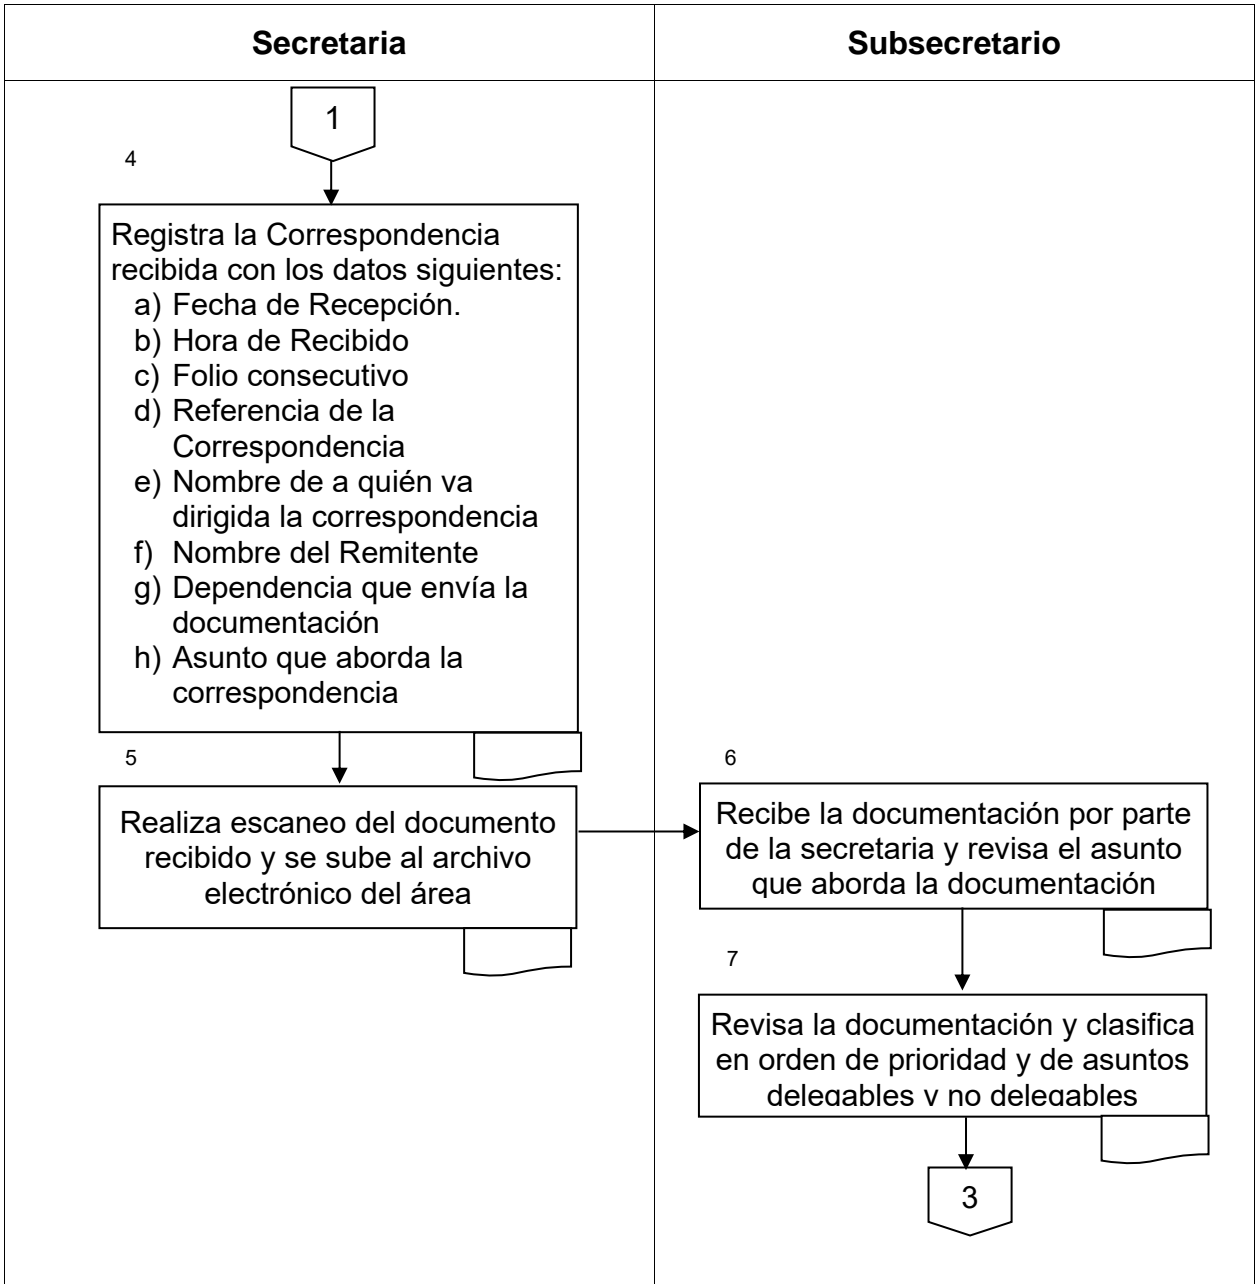 Secretaria
Subsecretario
1
4
Registra la Correspondencia
recibida con los datos siguientes:
a) Fecha de Recepción.
b) Hora de Recibido
c) Folio consecutivo
d) Referencia de la
Correspondencia
e) Nombre de a quién va
dirigida la correspondencia
f) Nombre del Remitente
g) Dependencia que envía la
documentación
h) Asunto que aborda la
correspondencia
5
Realiza escaneo del documento
recibido y se sube al archivo
electrónico del área
6
Recibe la documentación por parte
de la secretaria y revisa el asunto
que aborda la documentación
7
Revisa la documentación y clasifica
en orden de prioridad y de asuntos
delegables y no delegables
3